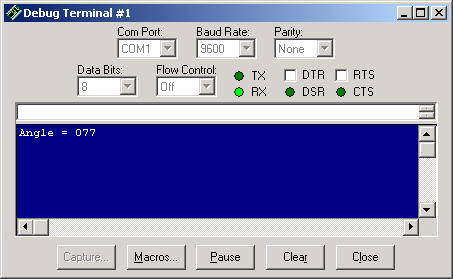 Debug Terminal #1
Com Port: Baud Rate: Parity:
COM1 9600 None
Data Bits: Flow Control: TX DTR RTS
8 Off RX DSR CTS
Angle = 077
Capture... Macros... Pause Clear Close